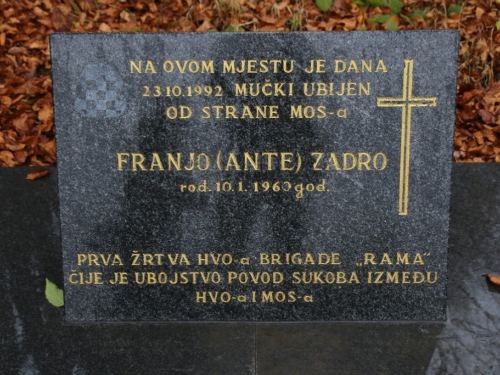 NA OVOM MJESTU JE DANA
23.10.1992 MUČKI UBIJEN
OD STRANE MOS-a
FRANJO (ANTE) ZADRO
rod. 10.1.1960 god.
PRVA ŽRTVA HVO-a BRIGADE „RAMA“
ČIJE JE UBOJSTVO POVOD SUKOBA IZMEĐU
HVO-a I MOS-a